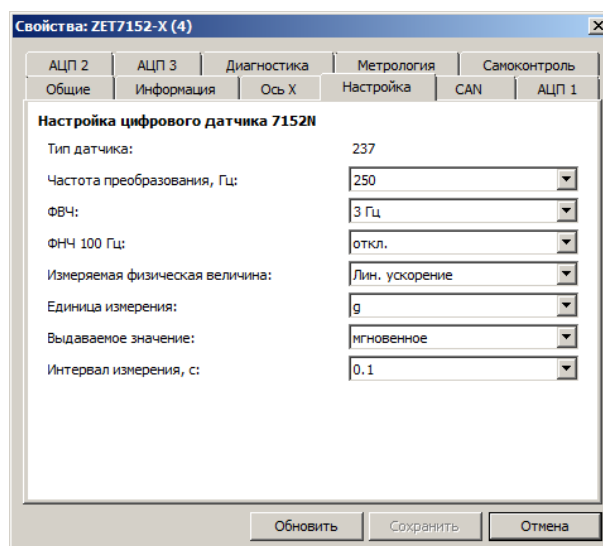 Свойства: ZET7152-X (4)
АЦП 2 АЦП 3 Диагностика Метрология Самоконтроль
Общие Информация Ось X Настройка CAN АЦП 1
Настройка цифрового датчика 7152N
Тип датчика: 237
Частота преобразования, Гц: 250
ФВЧ: 3 Гц
ФНЧ 100 Гц: откл.
Измеряемая физическая величина: Лин. ускорение
Единица измерения: g
Выдаваемое значение: мгновенное
Интервал измерения, с: 0.1
Обновить Сохранить Отмена